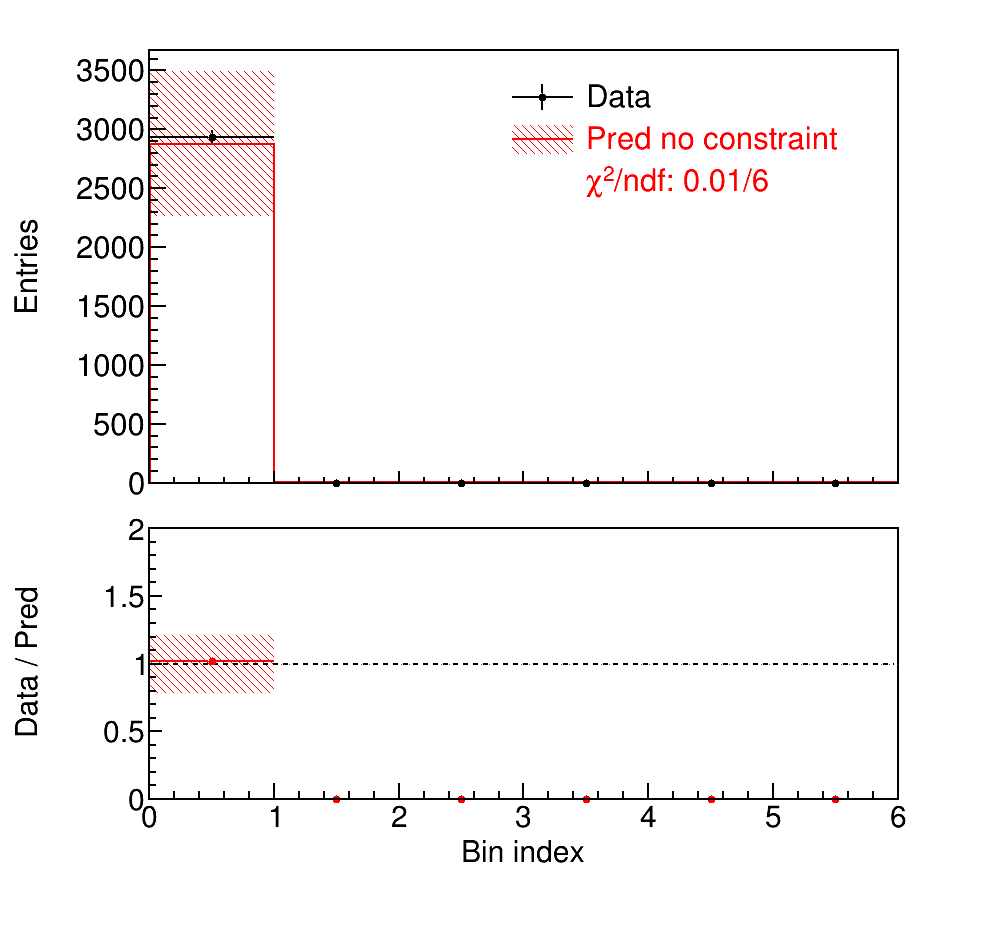 3500
3000
2500
2000
1500
1000
500
0
Entries
Data
Pred no constraint
χ²/ndf: 0.01/6
2
1.5
1
0.5
0
Data / Pred
0 1 2 3 4 5 6
Bin index